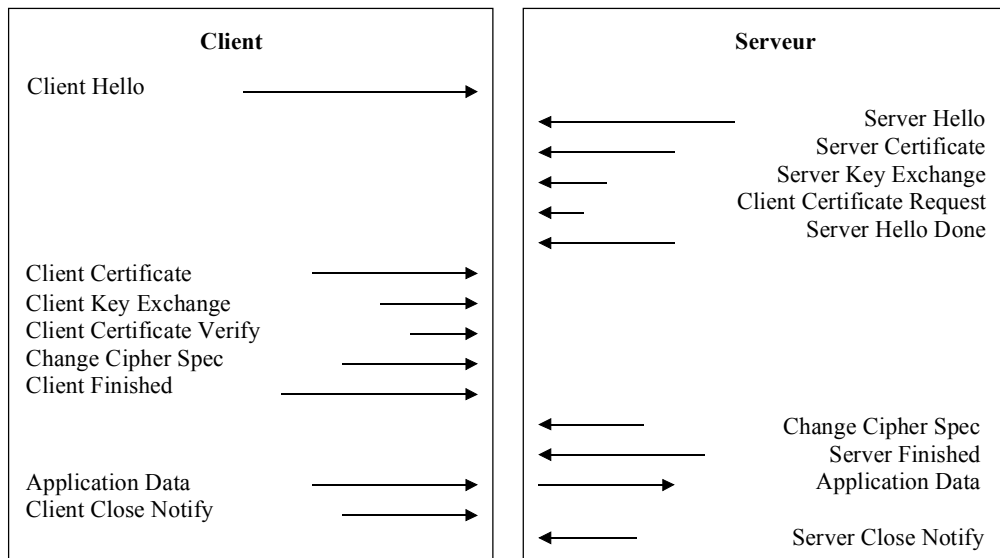 Client
Client Hello
Client Certificate
Client Key Exchange
Client Certificate Verify
Change Cipher Spec
Client Finished
Application Data
Client Close Notify
Serveur
Server Hello
Server Certificate
Server Key Exchange
Client Certificate Request
Server Hello Done
Change Cipher Spec
Server Finished
Application Data
Server Close Notify